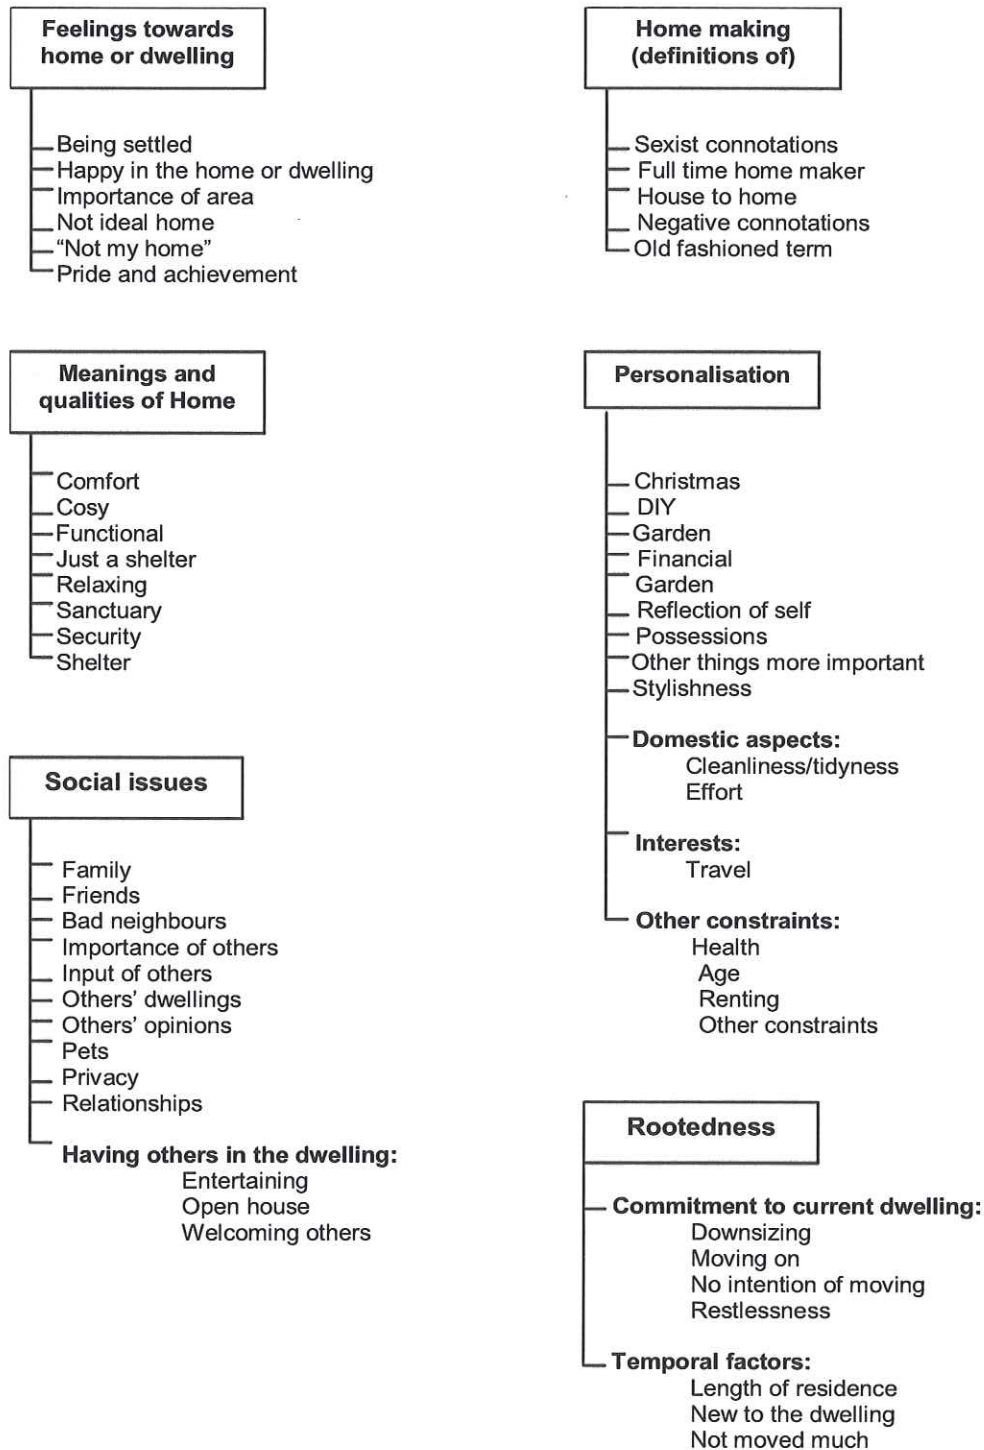 Feelings towards
home or dwelling
Being settled
Happy in the home or dwelling
Importance of area
Not ideal home
“Not my home”
Pride and achievement
Home making
(definitions of)
Sexist connotations
Full time home maker
House to home
Negative connotations
Old fashioned term
Meanings and
qualities of Home
Comfort
Cosy
Functional
Just a shelter
Relaxing
Sanctuary
Security
Shelter
Personalisation
Christmas
DIY
Garden
Financial
Garden
Reflection of self
Possessions
Other things more important
Stylishness
Domestic aspects:
Cleanliness/tidyness
Effort
Interests:
Travel
Other constraints:
Health
Age
Renting
Other constraints
Social issues
Family
Friends
Bad neighbours
Importance of others
Input of others
Others’ dwellings
Others’ opinions
Pets
Privacy
Relationships
Having others in the dwelling:
Entertaining
Open house
Welcoming others
Rootedness
Commitment to current dwelling:
Downsizing
Moving on
No intention of moving
Restlessness
Temporal factors:
Length of residence
New to the dwelling
Not moved much